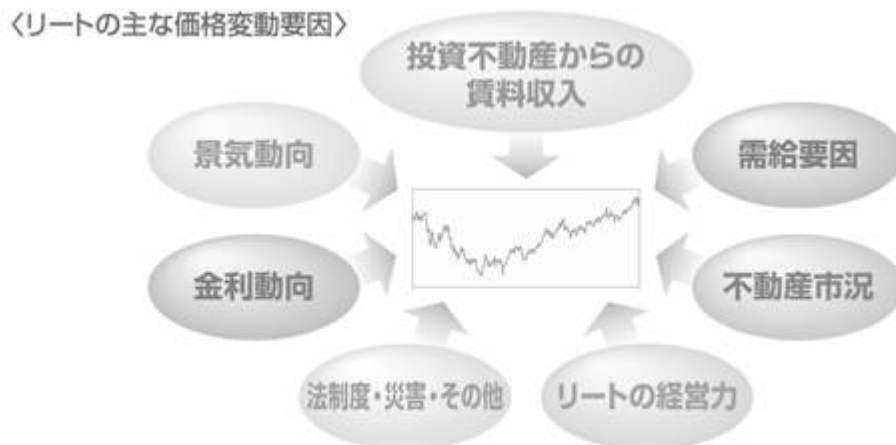 〈リートの主な価格変動要因〉
投資不動産からの
賃料収入
景気動向
需給要因
金利動向
不動産市況
法制度・災害・その他
リートの経営力